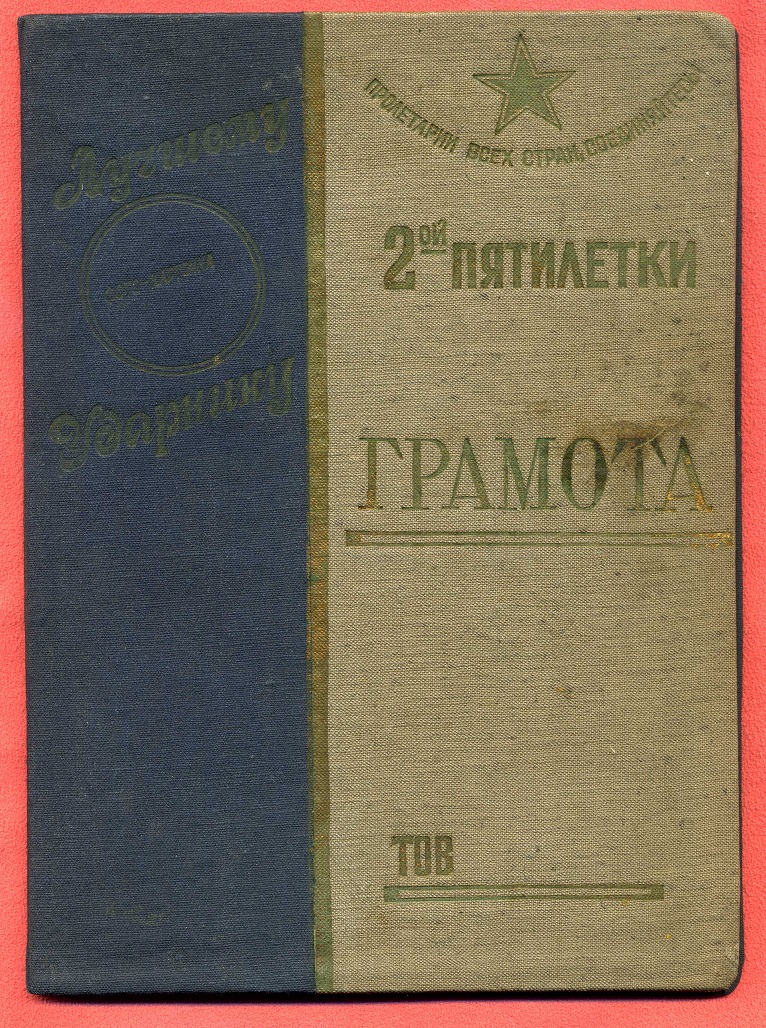 Лучшему
Ударнику
ПРОЛЕТАРИИ ВСЕХ СТРАН, СОЕДИНЯЙТЕСЬ!
2ОЙ ПЯТИЛЕТКИ
ГРАМОТА
ТОВ